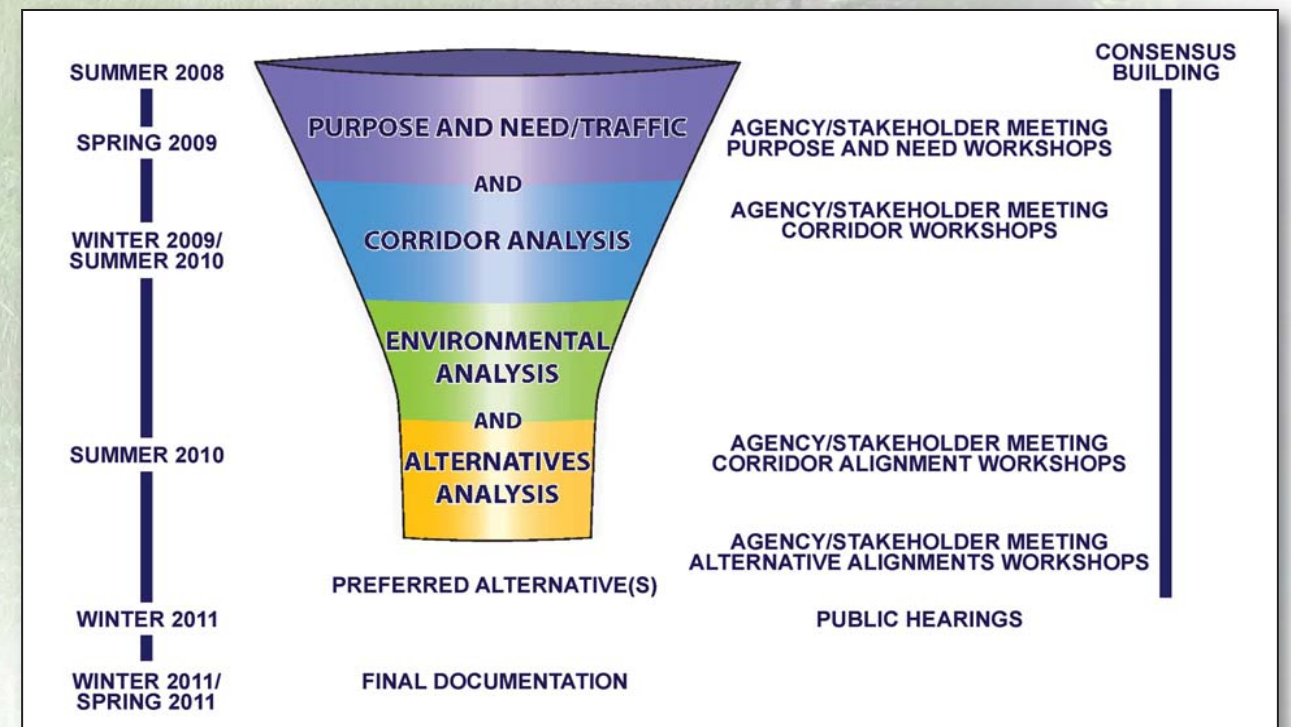 SUMMER 2008
SPRING 2009
WINTER 2009/
SUMMER 2010
SUMMER 2010
WINTER 2011
WINTER 2011/
SPRING 2011
PURPOSE AND NEED/TRAFFIC
AND
CORRIDOR ANALYSIS
ENVIRONMENTAL
ANALYSIS
AND
ALTERNATIVES
ANALYSIS
PREFERRED ALTERNATIVE(S)
FINAL DOCUMENTATION
AGENCY/STAKEHOLDER MEETING
PURPOSE AND NEED WORKSHOPS
AGENCY/STAKEHOLDER MEETING
CORRIDOR WORKSHOPS
AGENCY/STAKEHOLDER MEETING
CORRIDOR ALIGNMENT WORKSHOPS
AGENCY/STAKEHOLDER MEETING
ALTERNATIVE ALIGNMENTS WORKSHOPS
PUBLIC HEARINGS
CONSENSUS
BUILDING